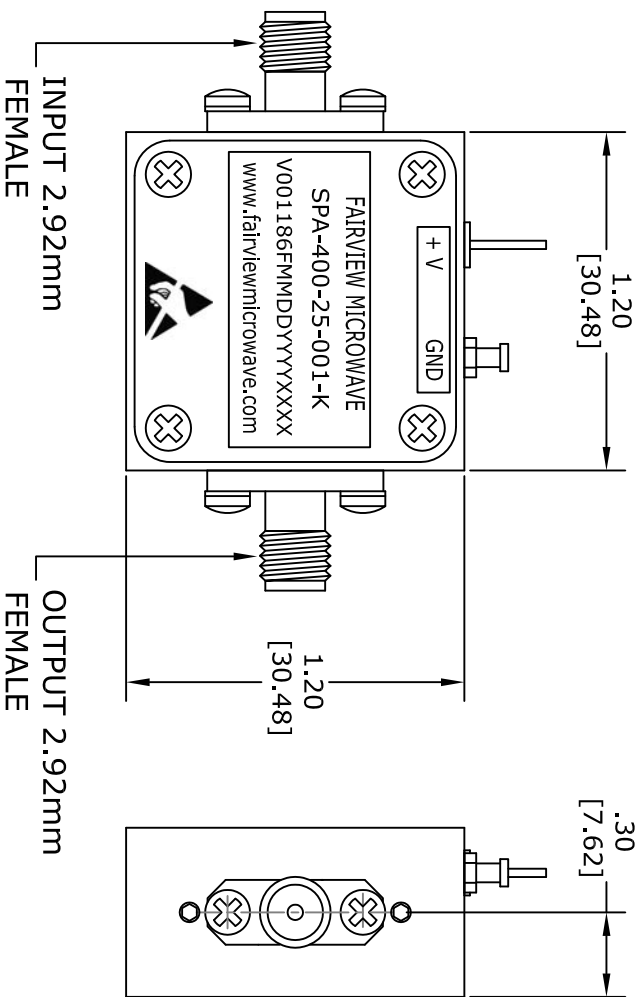 1.20
[30.48]
+ V GND
FAIRVIEW MICROWAVE
SPA-400-25-001-K
V001186FMMDDYYYYXXXX
www.fairviewmicrowave.com
INPUT 2.92mm
FEMALE
OUTPUT 2.92mm
FEMALE
1.20
[30.48]
.30
[7.62]